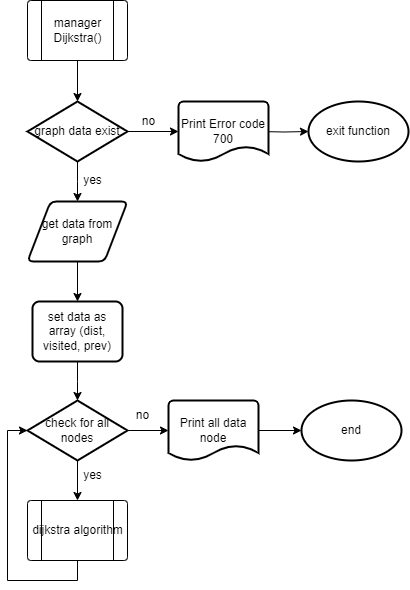 manager
Dijkstra()
graph data exist
no
Print Error code
700
exit function
yes
get data from
graph
set data as
array (dist,
visited, prev)
check for all
nodes
no
Print all data
node
end
yes
dijkstra algorithm